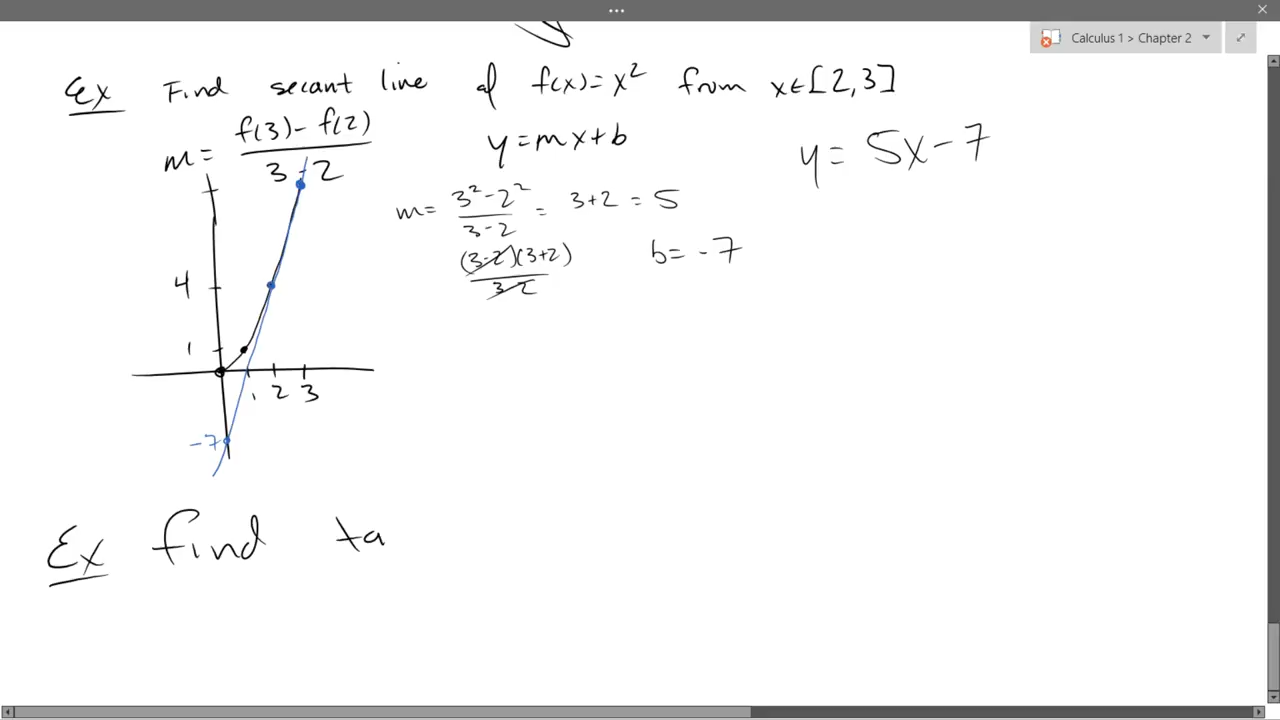 Calculus 1 > Chapter 2
Ex Find secant line of f(x)=x² from x∈[2,3]
m = (f(3)-f(2))/(3-2)
y=mx+b
y = 5x-7
m= (3²-2²)/(3-2) = 3+2 = 5
((3-2)(3+2))/(3-2)
b= -7
4
1
1 2 3
-7
Ex find ta